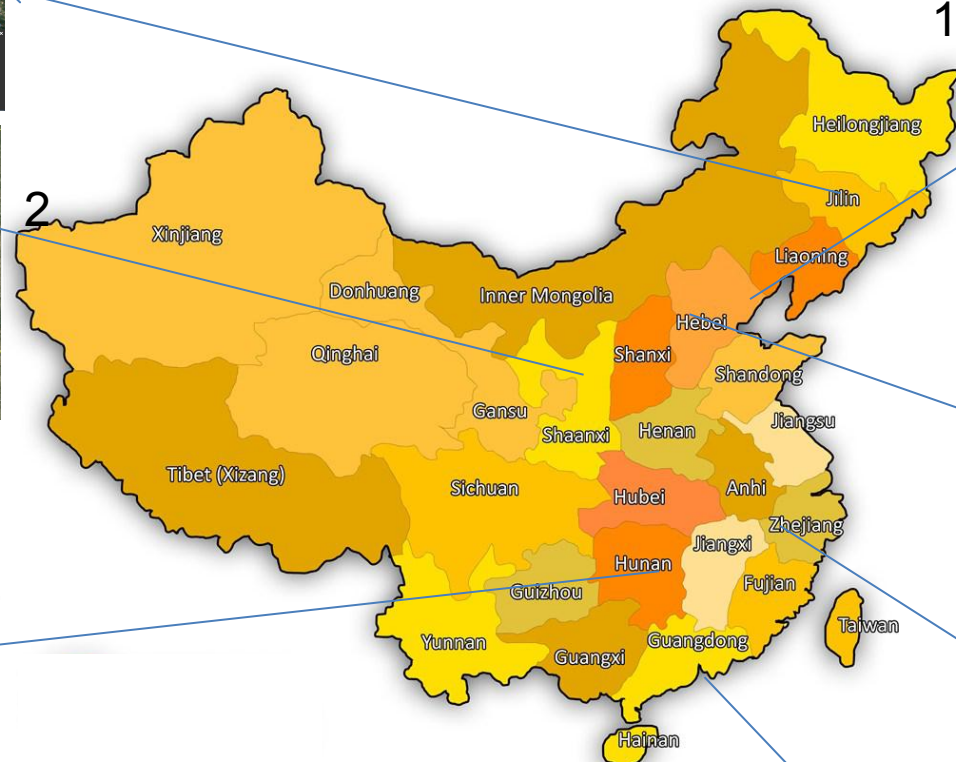 1
Heilongjiang
2
Jilin
Xinjiang
Liaoning
Donhuang
Inner Mongolia
Hebei
Qinghai
Shanxi
Shandong
Gansu
Jiangsu
Shaanxi
Henan
Tibet (Xizang)
Sichuan
Anhi
Hubei
Zhejiang
Jiangxi
Hunan
Fujian
Guizhou
Taiwan
Yunnan
Guangdong
Guangxi
Hainan